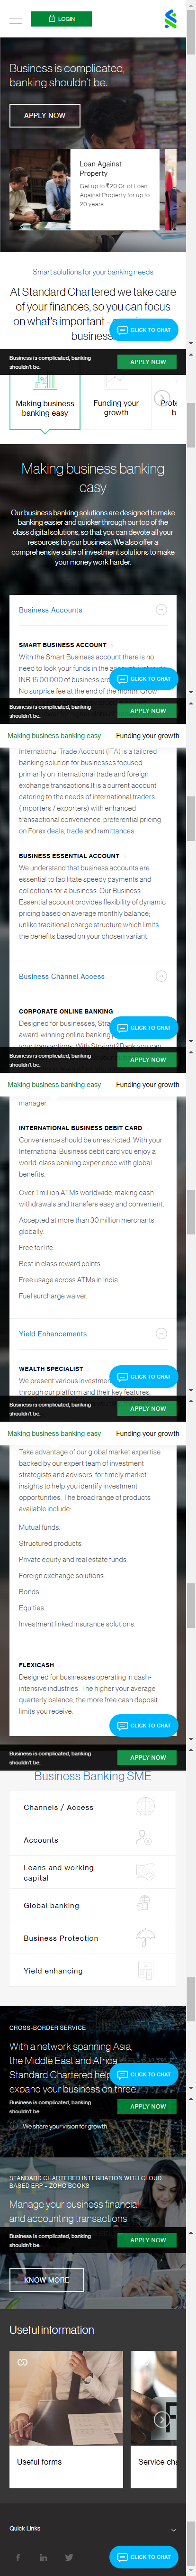 LOGIN
Business is complicated,
banking shouldn't be.
APPLY NOW
Loan Against
Property
Get up to ₹20 Cr. of Loan
Against Property for up to
20 years.
Smart solutions for your banking needs
At Standard Chartered we take care
of your finances, so you can focus
on what's important -
business
CLICK TO CHAT
Business is complicated, banking
shouldn't be.
APPLY NOW
Making business
banking easy
Funding your
growth
Making business banking
easy
Our business banking solutions are designed to make
banking easier and quicker through our top of the
class digital solutions, so that you can devote all your
resources to your business. We also offer a
comprehensive suite of investment solutions to make
your money work harder.
Business Accounts
SMART BUSINESS ACCOUNT
With the Smart Business account there is no
need to lock your funds in the
INR 15,00,000 of business
No surprise fee at the end of the month. Grow
CLICK TO CHAT
Business is complicated, banking
shouldn't be.
APPLY NOW
Making business banking easy
Funding your growth
International Trade Account (ITA) is a tailored
banking solution for businesses focused
primarily on international trade and foreign
exchange transactions.It is a current account
catering to the needs of international traders
(importers / exporters) with enhanced
transactional convenience, preferential pricing
on Forex deals, trade and remittances.
BUSINESS ESSENTIAL ACCOUNT
We understand that business accounts are
essential to facilitate speedy payments and
collections for a business. Our Business
Essential account provides flexibility of dynamic
pricing based on average monthly balance;
unlike traditional charge structure which limits
the benefits based on your chosen variant.
Business Channel Access
CORPORATE ONLINE BANKING
Designed for businesses,
award-winning online banking
your transactions. With Straight2Bank you can
CLICK TO CHAT
Business is complicated, banking
shouldn't be.
APPLY NOW
Making business banking easy
Funding your growth
manager.
INTERNATIONAL BUSINESS DEBIT CARD
Convenience should be unrestricted. With your
International Business debit card you enjoy a
world-class business experience with global
benefits.
Over 1 million ATMs worldwide, making cash
withdrawals and transfers easy and convenient.
Accepted at more than 30 million merchants
globally.
Free for life.
Best in class reward points.
Free usage across ATMs in India.
Fuel surcharge waiver.
Yield Enhancements
WEALTH SPECIALIST
We present various
through our platform and their key features,
CLICK TO CHAT
Business is complicated, banking
shouldn't be.
APPLY NOW
Making business banking easy
Funding your growth
Take advantage of our global market expertise
backed by our expert team of investment
strategists and advisors, for timely market
insights to help you identify investment
opportunities. The broad range of products
available include:
Mutual funds.
Structured products.
Private equity and real estate funds.
Foreign exchange solutions.
Bonds.
Equities.
Investment linked insurance solutions.
FLEXICASH
Designed for businesses operating in cash-
intensive industries. The higher your average
quarterly balance, the more free cash deposit
limits you receive.
CLICK TO CHAT
Business is complicated, banking
shouldn't be.
APPLY NOW
Business Banking SME
Channels / Access
Accounts
Loans and working
capital
Global banking
Business Protection
Yield enhancing
CROSS-BORDER SERVICE
With a network spanning Asia,
the Middle East and Africa
Standard Chartered help
expand your business on three
CLICK TO CHAT
Business is complicated, banking
shouldn't be.
APPLY NOW
We share your vision for growth
STANDARD CHARTERED INTEGRATION WITH CLOUD
BASED ERP – ZOHO BOOKS
Manage your business financial
and accounting transactions
Business is complicated, banking
shouldn't be.
APPLY NOW
KNOW MORE
Useful information
Useful forms
Service cha
Quick Links
CLICK TO CHAT